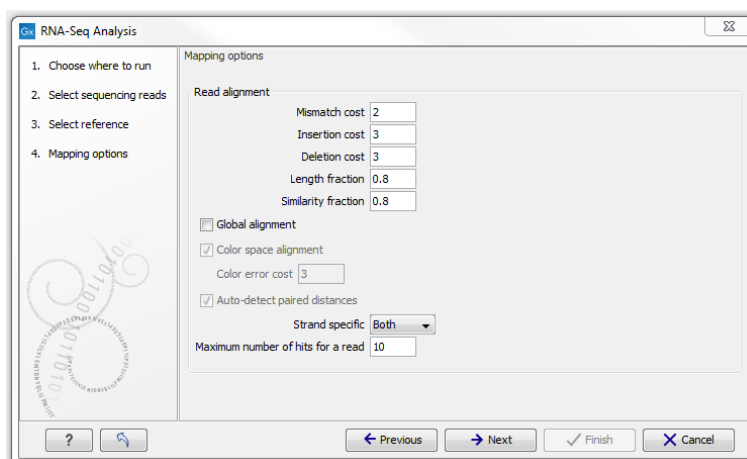 Gx RNA-Seq Analysis
1. Choose where to run
2. Select sequencing reads
3. Select reference
4. Mapping options
Mapping options
Read alignment
Mismatch cost 2
Insertion cost 3
Deletion cost 3
Length fraction 0.8
Similarity fraction 0.8
Global alignment
Color space alignment
Color error cost 3
Auto-detect paired distances
Strand specific Both
Maximum number of hits for a read 10
? Previous Next Finish Cancel